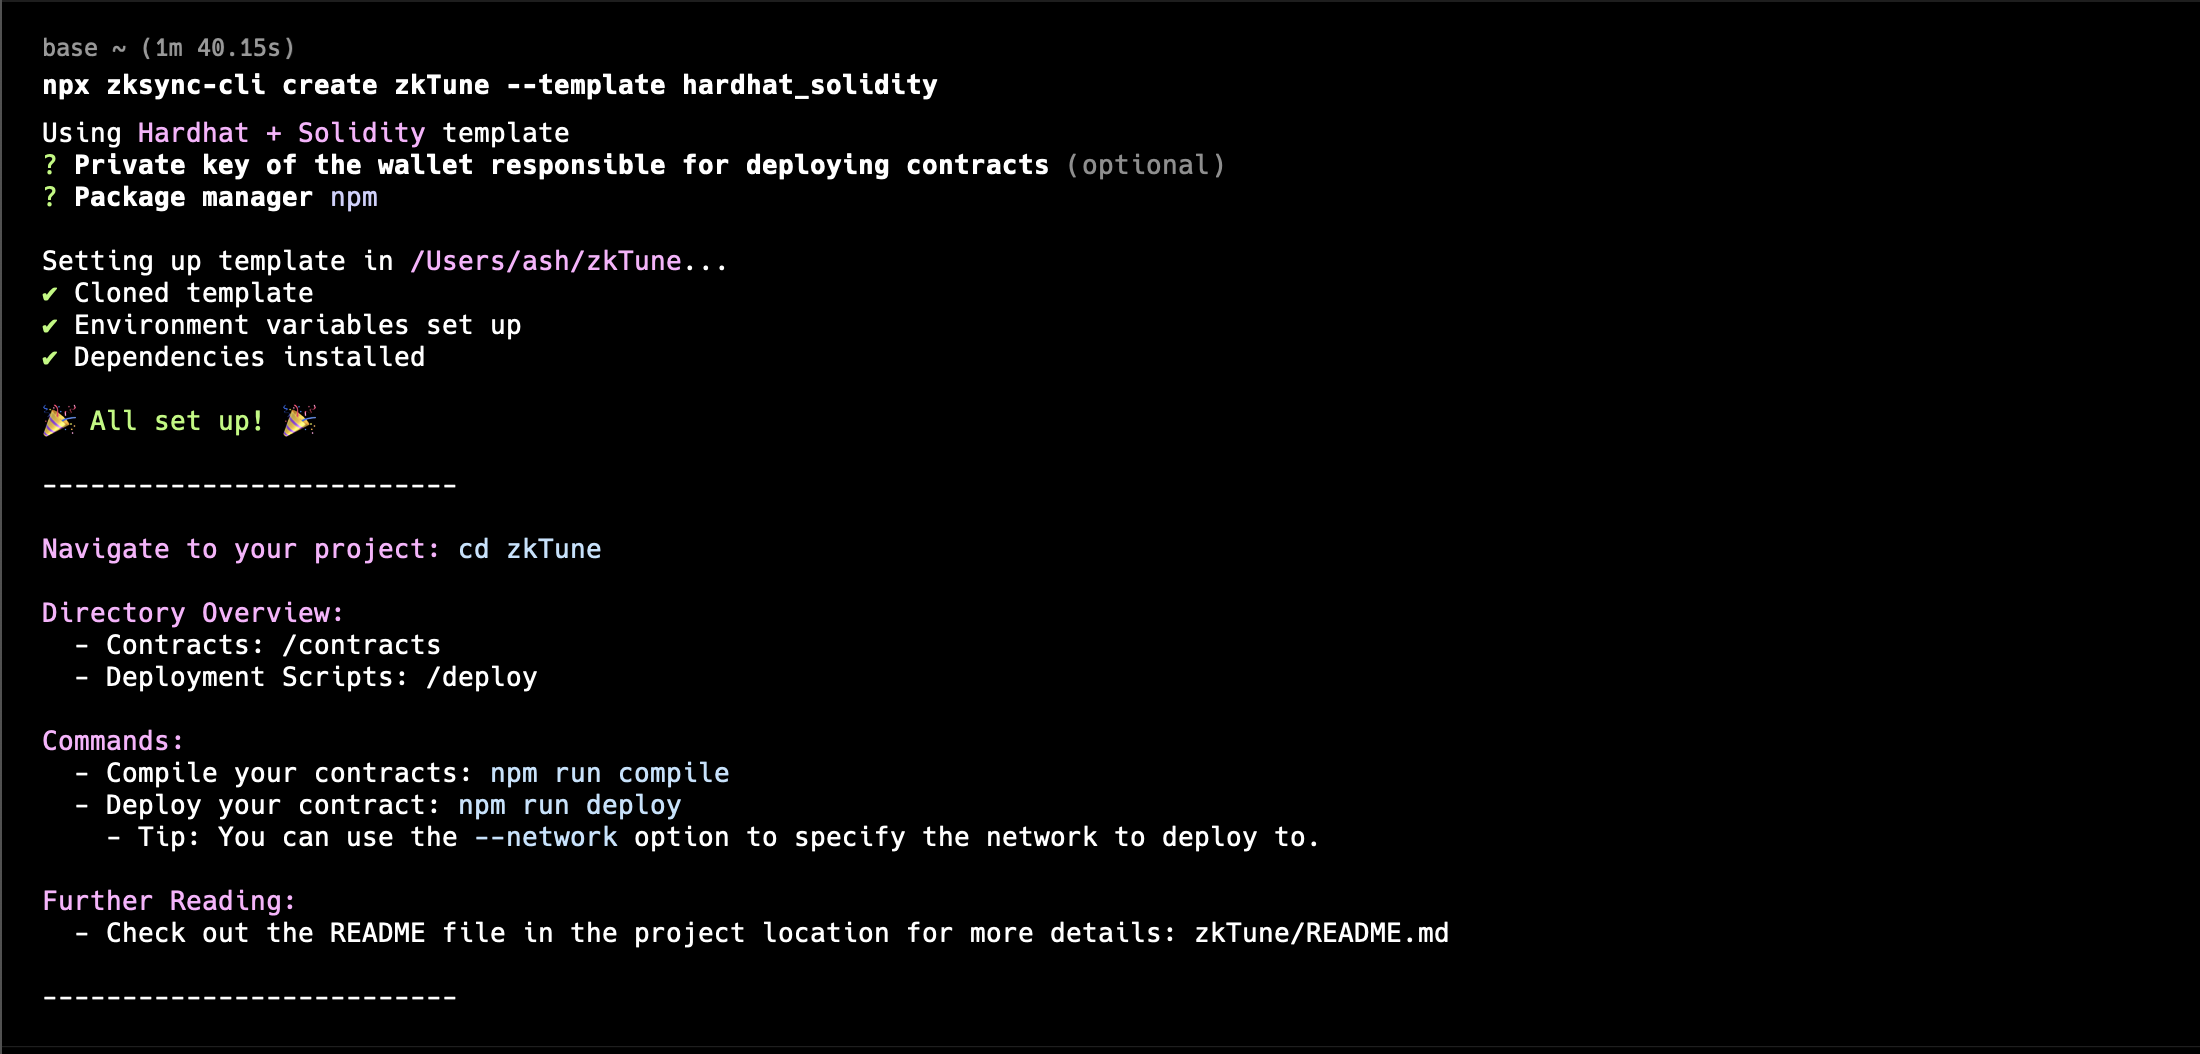 base ~ (1m 40.15s)
npx zksync-cli create zkTune --template hardhat_solidity
Using Hardhat + Solidity template
? Private key of the wallet responsible for deploying contracts (optional)
? Package manager npm
Setting up template in /Users/ash/zkTune...
✔ Cloned template
✔ Environment variables set up
✔ Dependencies installed
🎉 All set up! 🎉
--------------------------
Navigate to your project: cd zkTune
Directory Overview:
- Contracts: /contracts
- Deployment Scripts: /deploy
Commands:
- Compile your contracts: npm run compile
- Deploy your contract: npm run deploy
- Tip: You can use the --network option to specify the network to deploy to.
Further Reading:
- Check out the README file in the project location for more details: zkTune/README.md
--------------------------